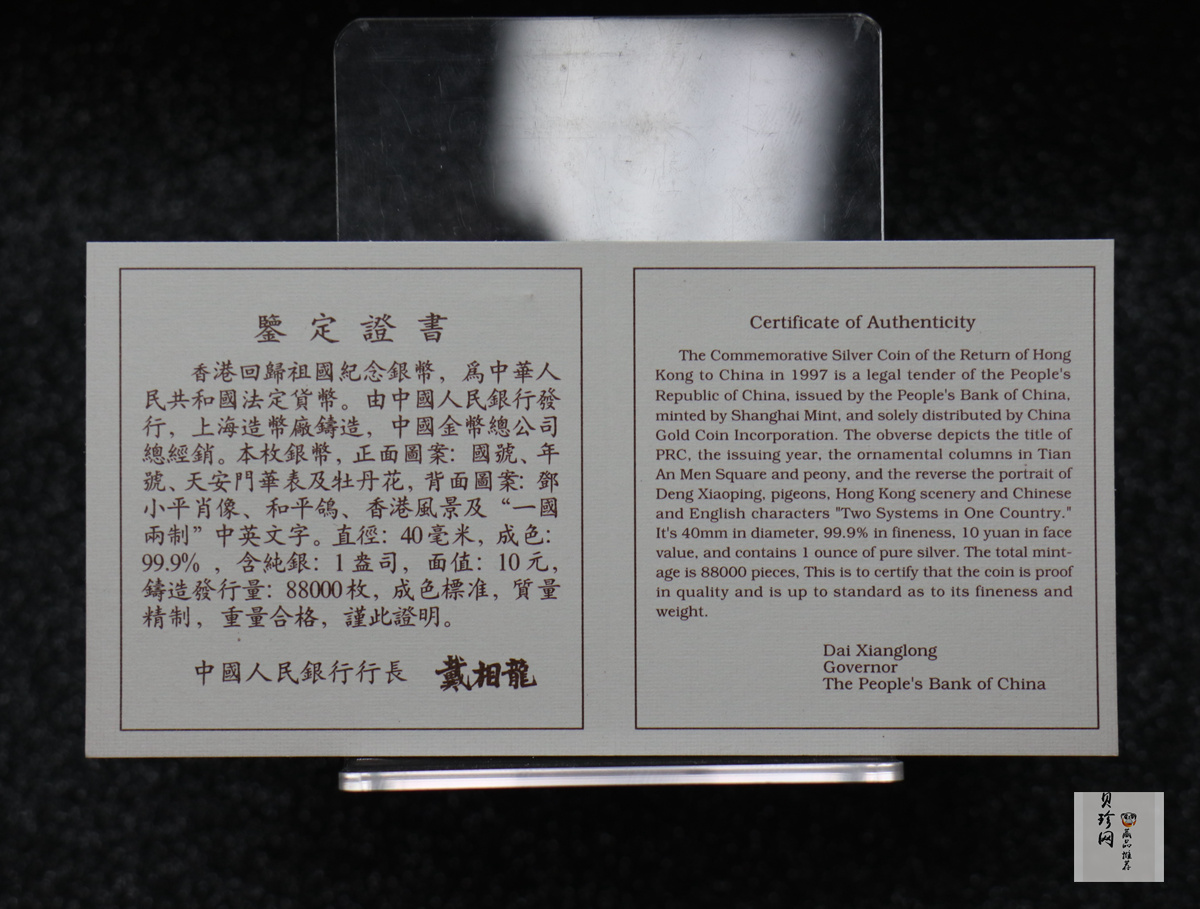 鑒定證書
香港回歸祖國紀念銀幣，爲中華人
民共和國法定貨幣。由中國人民銀行發
行，上海造幣廠鑄造，中國金幣總公司
總經銷。本枚銀幣，正面圖案：國號、年
號、天安門華表及牡丹花，背面圖案：鄧
小平肖像、和平鴿、香港風景及“一國
兩制”中英文字。直徑：40毫米，成色：
99.9%，含純銀：1盎司，面值：10元，
鑄造發行量：88000枚，成色標准，質量
精制，重量合格，謹此證明。
中國人民銀行行長 戴相龍
Certificate of Authenticity
The Commemorative Silver Coin of the Return of Hong
Kong to China in 1997 is a legal tender of the People's
Republic of China, issued by the People's Bank of China,
minted by Shanghai Mint, and solely distributed by China
Gold Coin Incorporation. The obverse depicts the title of
PRC, the issuing year, the ornamental columns in Tian
An Men Square and peony, and the reverse the portrait of
Deng Xiaoping, pigeons, Hong Kong scenery and Chinese
and English characters "Two Systems in One Country."
It's 40mm in diameter, 99.9% in fineness, 10 yuan in face
value, and contains 1 ounce of pure silver. The total mint-
age is 88000 pieces, This is to certify that the coin is proof
in quality and is up to standard as to its fineness and
weight.
Dai Xianglong
Governor
The People's Bank of China
贝珍网
藏品推荐